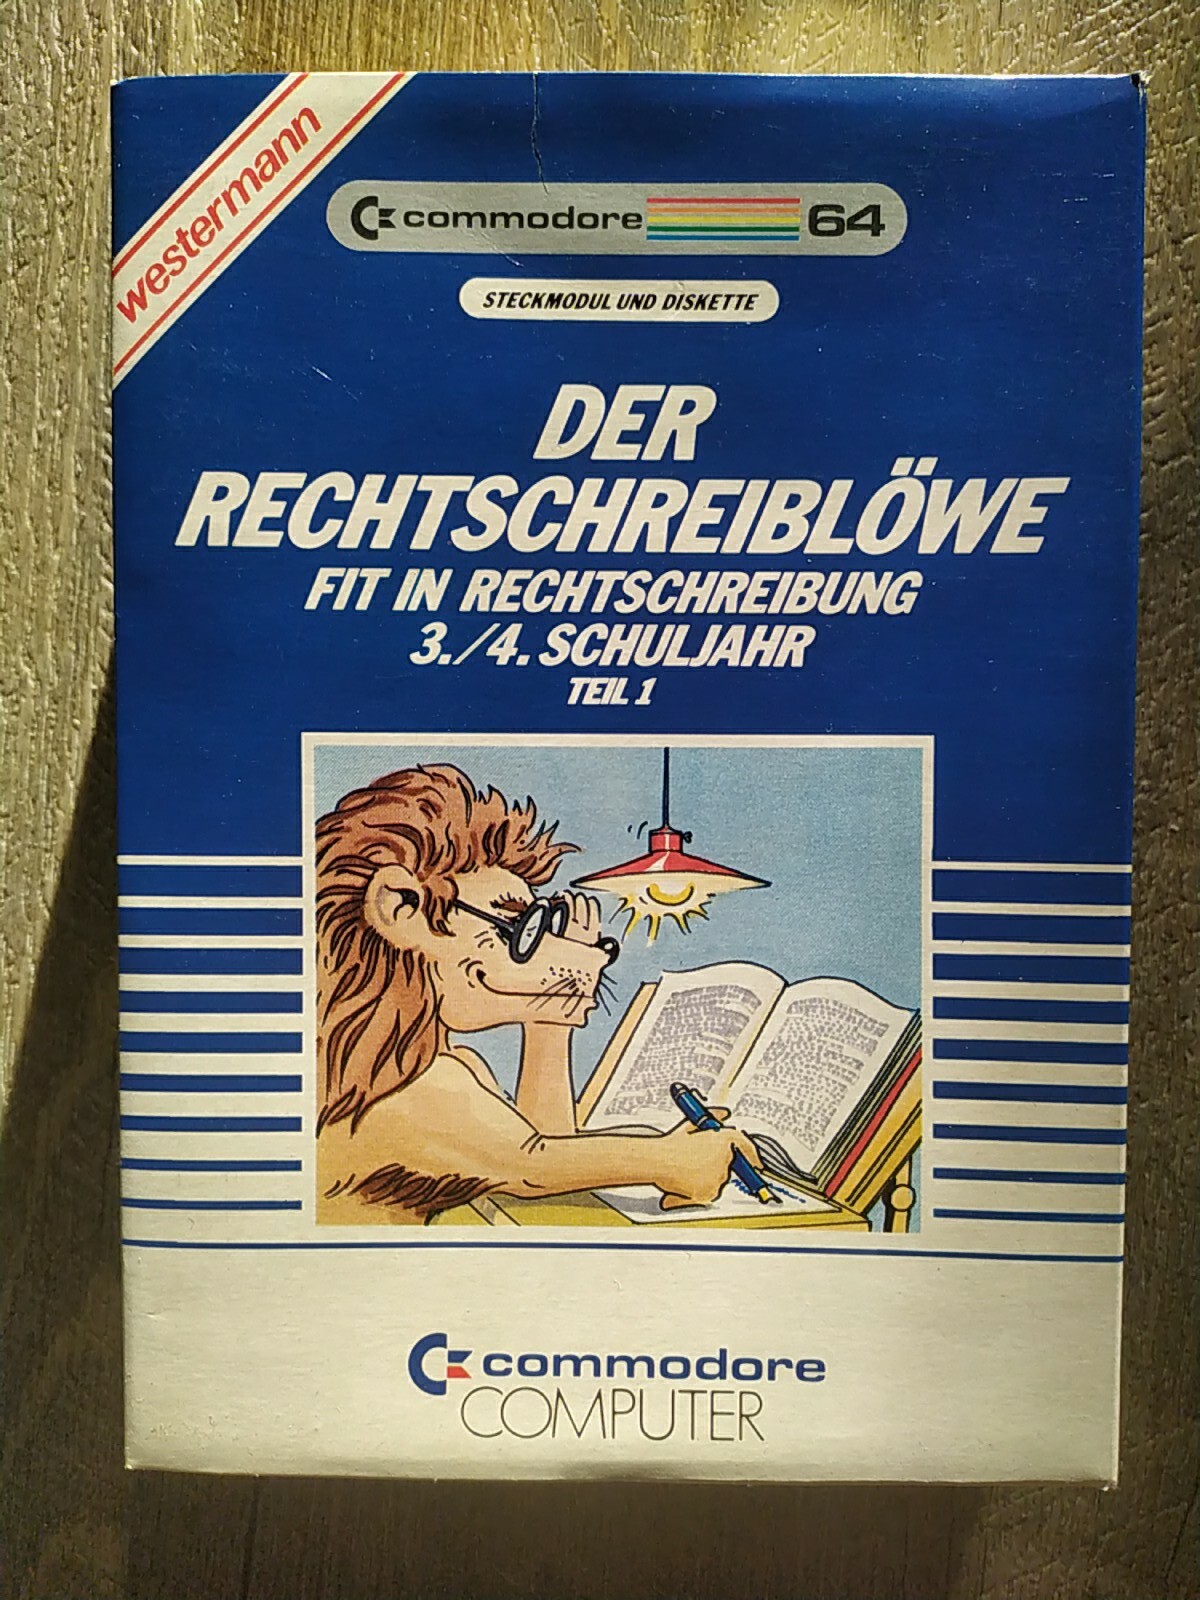 westermann
commodore 64
STECKMODUL UND DISKETTE
DER
RECHTSCHREIBLÖWE
FIT IN RECHTSCHREIBUNG
3./4. SCHULJAHR
TEIL 1
commodore
COMPUTER